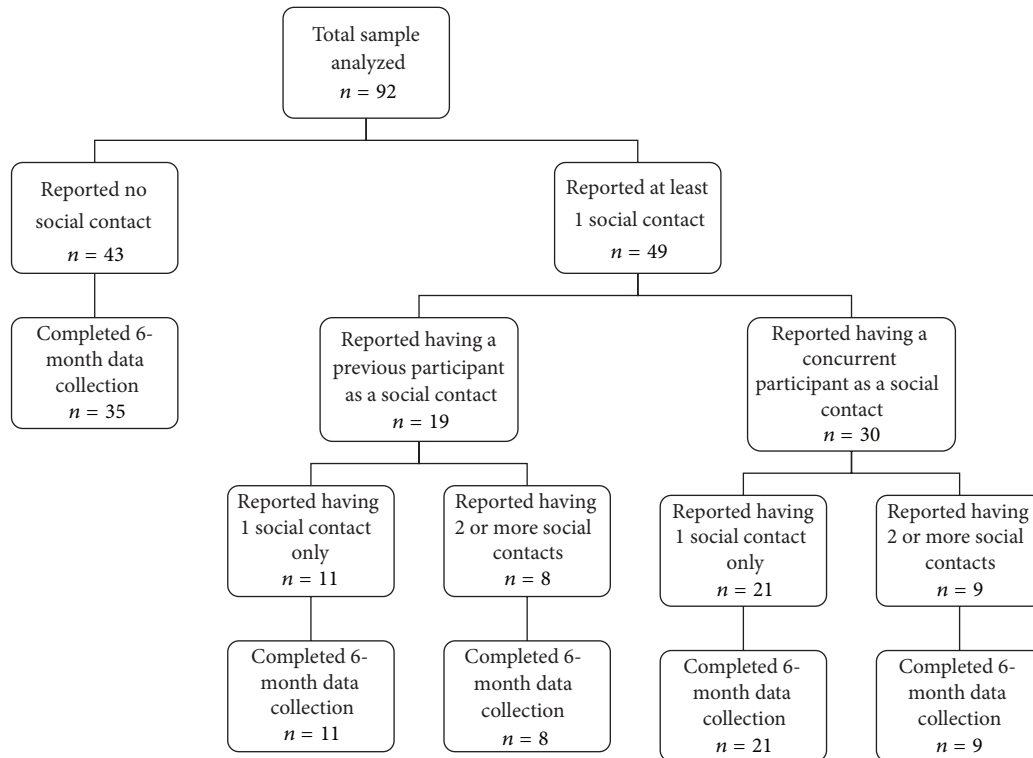 Total sample
analyzed
n = 92
Reported no
social contact
n = 43
Reported at least
1 social contact
n = 49
Completed 6-
month data
collection
n = 35
Reported having a
previous participant
as a social contact
n = 19
Reported having a
concurrent
participant as a social
contact
n = 30
Reported having
1 social contact
only
n = 11
Reported having
2 or more social
contacts
n = 8
Reported having
1 social contact
only
n = 21
Reported having
2 or more social
contacts
n = 9
Completed 6-
month data
collection
n = 11
Completed 6-
month data
collection
n = 8
Completed 6-
month data
collection
n = 21
Completed 6-
month data
collection
n = 9